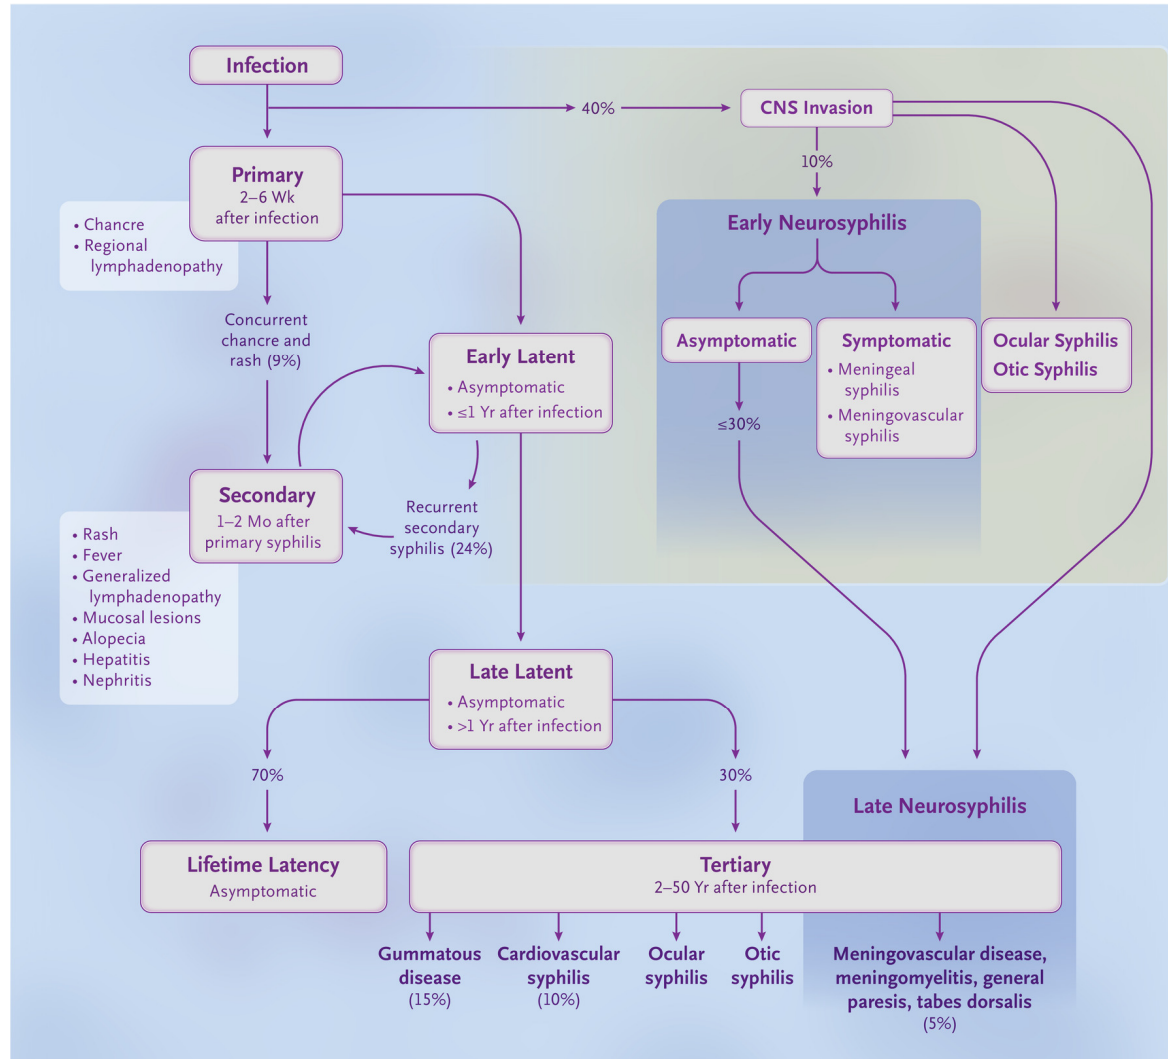 Infection
40%
CNS Invasion
10%
Primary
2–6 Wk
after infection
• Chancre
• Regional
lymphadenopathy
Concurrent
chancre and
rash (9%)
Early Latent
• Asymptomatic
• ≤1 Yr after infection
Secondary
1–2 Mo after
primary syphilis
Recurrent
secondary
syphilis (24%)
• Rash
• Fever
• Generalized
lymphadenopathy
• Mucosal lesions
• Alopecia
• Hepatitis
• Nephritis
Early Neurosyphilis
Asymptomatic
≤30%
Symptomatic
• Meningeal
syphilis
• Meningovascular
syphilis
Ocular Syphilis
Otic Syphilis
Late Latent
• Asymptomatic
• >1 Yr after infection
70%
30%
Lifetime Latency
Asymptomatic
Late Neurosyphilis
Tertiary
2–50 Yr after infection
Gummatous
disease
(15%)
Cardiovascular
syphilis
(10%)
Ocular
syphilis
Otic
syphilis
Meningovascular disease,
meningomyelitis, general
paresis, tabes dorsalis
(5%)